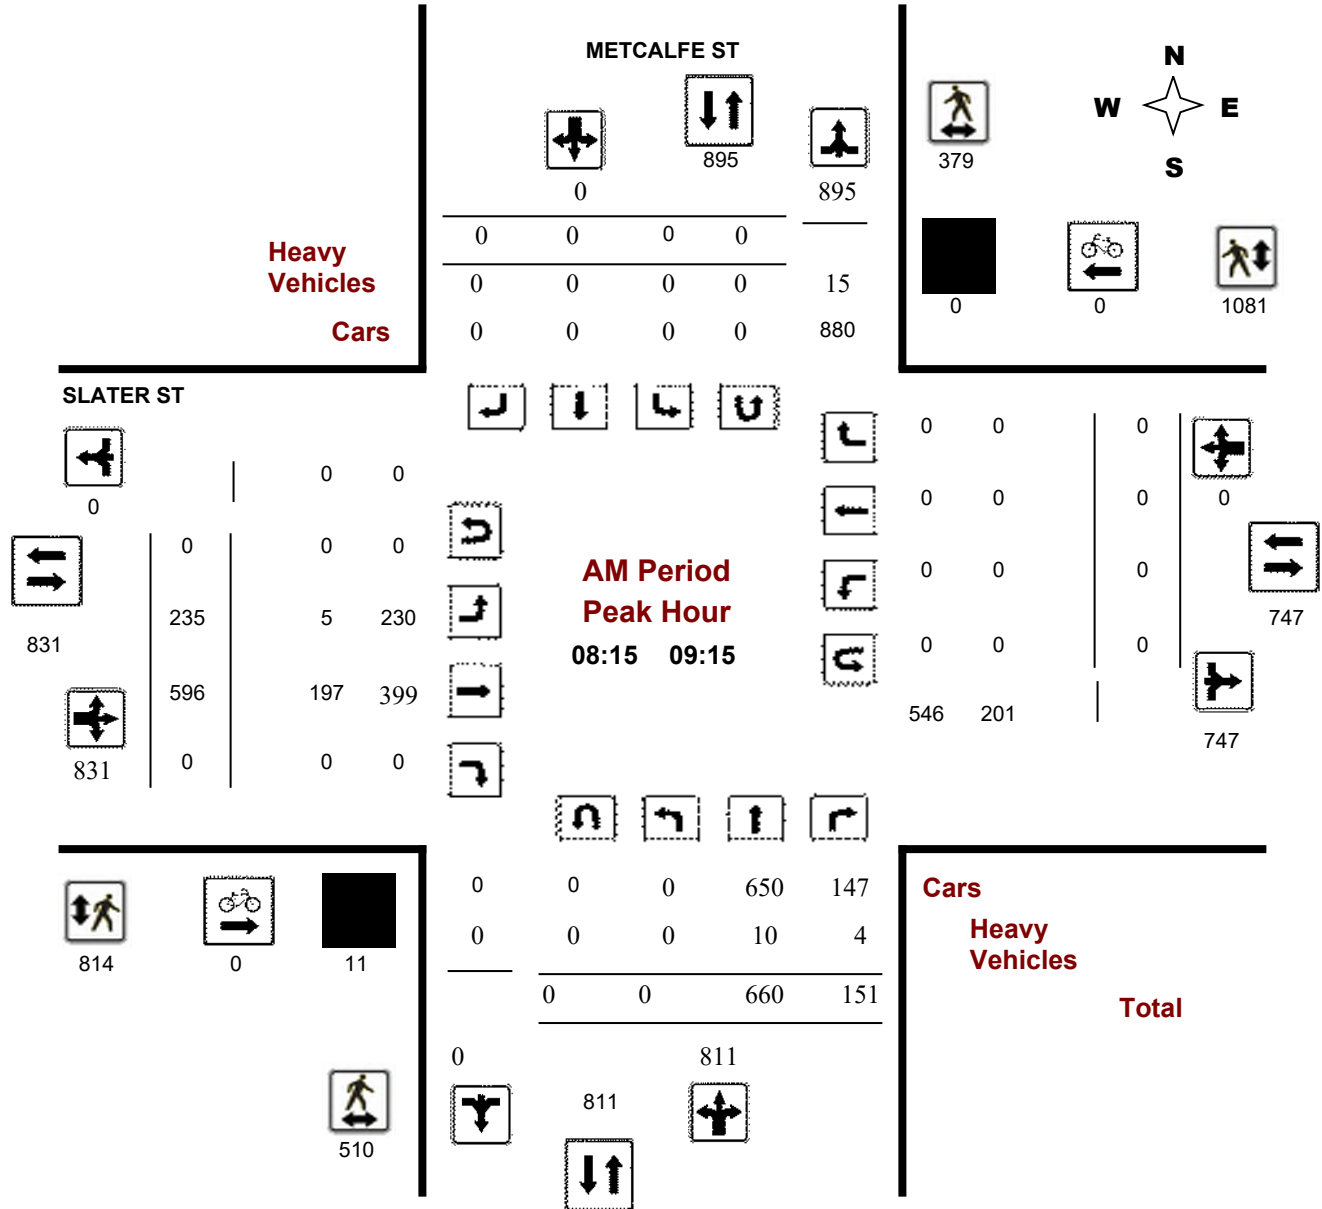 METCALFE ST
N
W E
S
895
379
0 895
0 0 0 0
Heavy
Vehicles
0 0 0 0 15
Cars
0 0 0 0 880
0 0 1081
SLATER ST
0 0 0
0 0 0
0
0 0 0 0
0 0 0
AM Period
Peak Hour
08:15 09:15
0 0 0
235 5 230
831
747
0 0 0
596 197 399
546 201
747
831 0 0 0
0 0 0 650 147
Cars
0 0 0 10 4
Heavy
Vehicles
814 0 11
0 0 660 151
Total
0 811
811
510